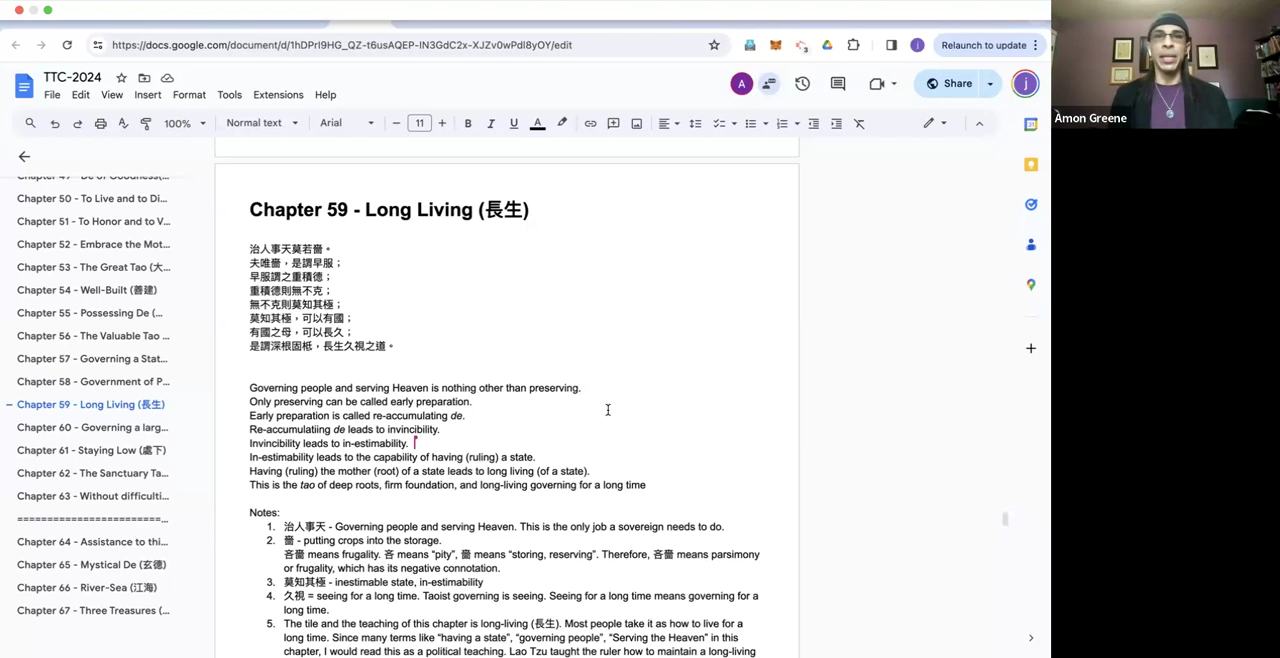 https://docs.google.com/document/d/1hDPrI9HG_QZ-t6usAQEP-IN3GdC2x-XJZv0wPdI8yOY/edit
Relaunch to update
TTC-2024
File Edit View Insert Format Tools Extensions Help
A
Share
j
100% Normal text Arial 11
Chapter 50 - To Live and to Di...
Chapter 51 - To Honor and to V...
Chapter 52 - Embrace the Mot...
Chapter 53 - The Great Tao (大...
Chapter 54 - Well-Built (善建)
Chapter 55 - Possessing De (...
Chapter 56 - The Valuable Tao ...
Chapter 57 - Governing a Stat...
Chapter 58 - Government of P...
Chapter 59 - Long Living (長生)
Chapter 60 - Governing a larg...
Chapter 61 - Staying Low (處下)
Chapter 62 - The Sanctuary Ta...
Chapter 63 - Without difficulti...
========================...
Chapter 64 - Assistance to thi...
Chapter 65 - Mystical De (玄德)
Chapter 66 - River-Sea (江海)
Chapter 67 - Three Treasures (...
Chapter 59 - Long Living (長生)
治人事天莫若嗇。
夫唯嗇，是謂早服；
早服謂之重積德；
重積德則無不克；
無不克則莫知其極；
莫知其極，可以有國；
有國之母，可以長久；
是謂深根固柢，長生久視之道。
Governing people and serving Heaven is nothing other than preserving.
Only preserving can be called early preparation.
Early preparation is called re-accumulating de.
Re-accumulatiing de leads to invincibility.
Invincibility leads to in-estimability.
In-estimability leads to the capability of having (ruling) a state.
Having (ruling) the mother (root) of a state leads to long living (of a state).
This is the tao of deep roots, firm foundation, and long-living governing for a long time
Notes:
1. 治人事天 - Governing people and serving Heaven. This is the only job a sovereign needs to do.
2. 嗇 - putting crops into the storage.
吝嗇 means frugality. 吝 means “pity”, 嗇 means “storing, reserving”. Therefore, 吝嗇 means parsimony
or frugality, which has its negative connotation.
3. 莫知其極 - inestimable state, in-estimability
4. 久視 = seeing for a long time. Taoist governing is seeing. Seeing for a long time means governing for a
long time.
5. The tile and the teaching of this chapter is long-living (長生). Most people take it as how to live for a
long time. Since many terms like “having a state”, “governing people”, “Serving the Heaven” in this
chapter, I would read this as a political teaching. Lao Tzu taught the ruler how to maintain a long-living
Amon Greene